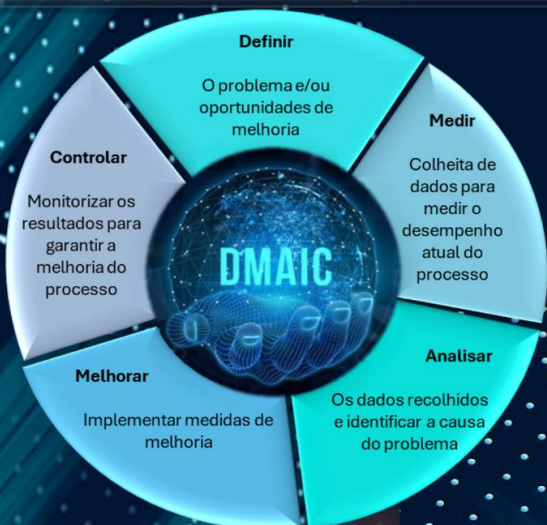 Definir
O problema e/ou
oportunidades de
melhoria
Medir
Colheita de
dados para
medir o
desempenho
atual do
processo
Analisar
Os dados recolhidos
e identificar a causa
do problema
Melhorar
Implementar medidas de
melhoria
Controlar
Monitorizar os
resultados para
garantir a
melhoria do
processo
DMAIC